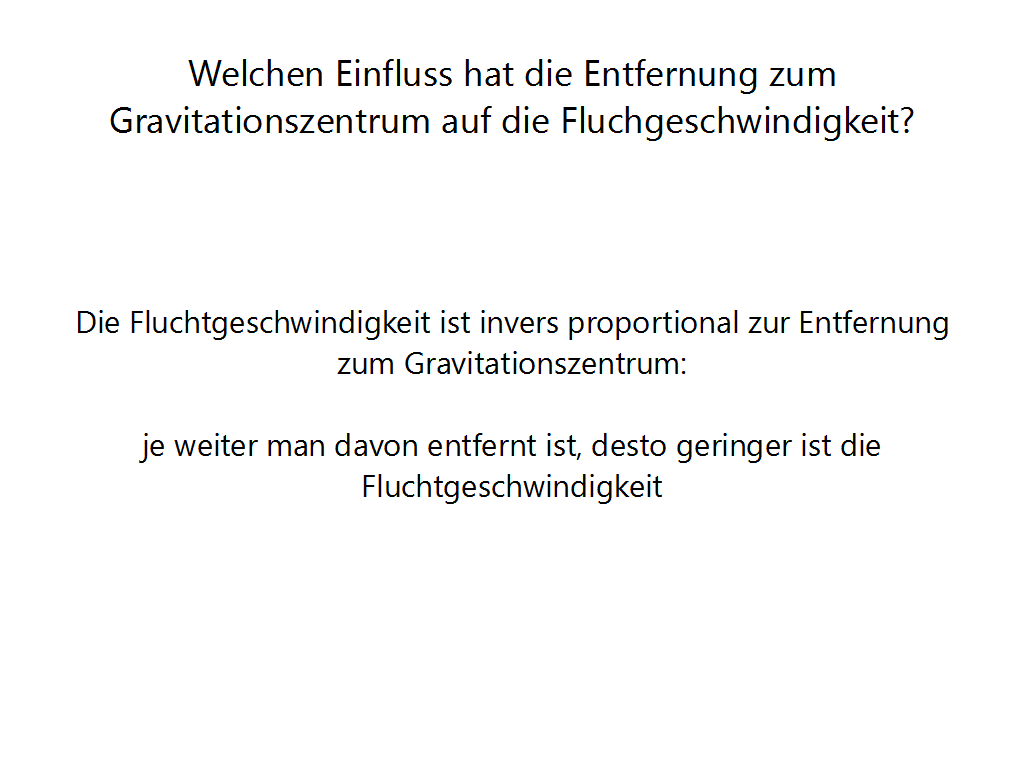 Welchen Einfluss hat die Entfernung zum
Gravitationszentrum auf die Fluchgeschwindigkeit?
Die Fluchtgeschwindigkeit ist invers proportional zur Entfernung
zum Gravitationszentrum:
je weiter man davon entfernt ist, desto geringer ist die
Fluchtgeschwindigkeit